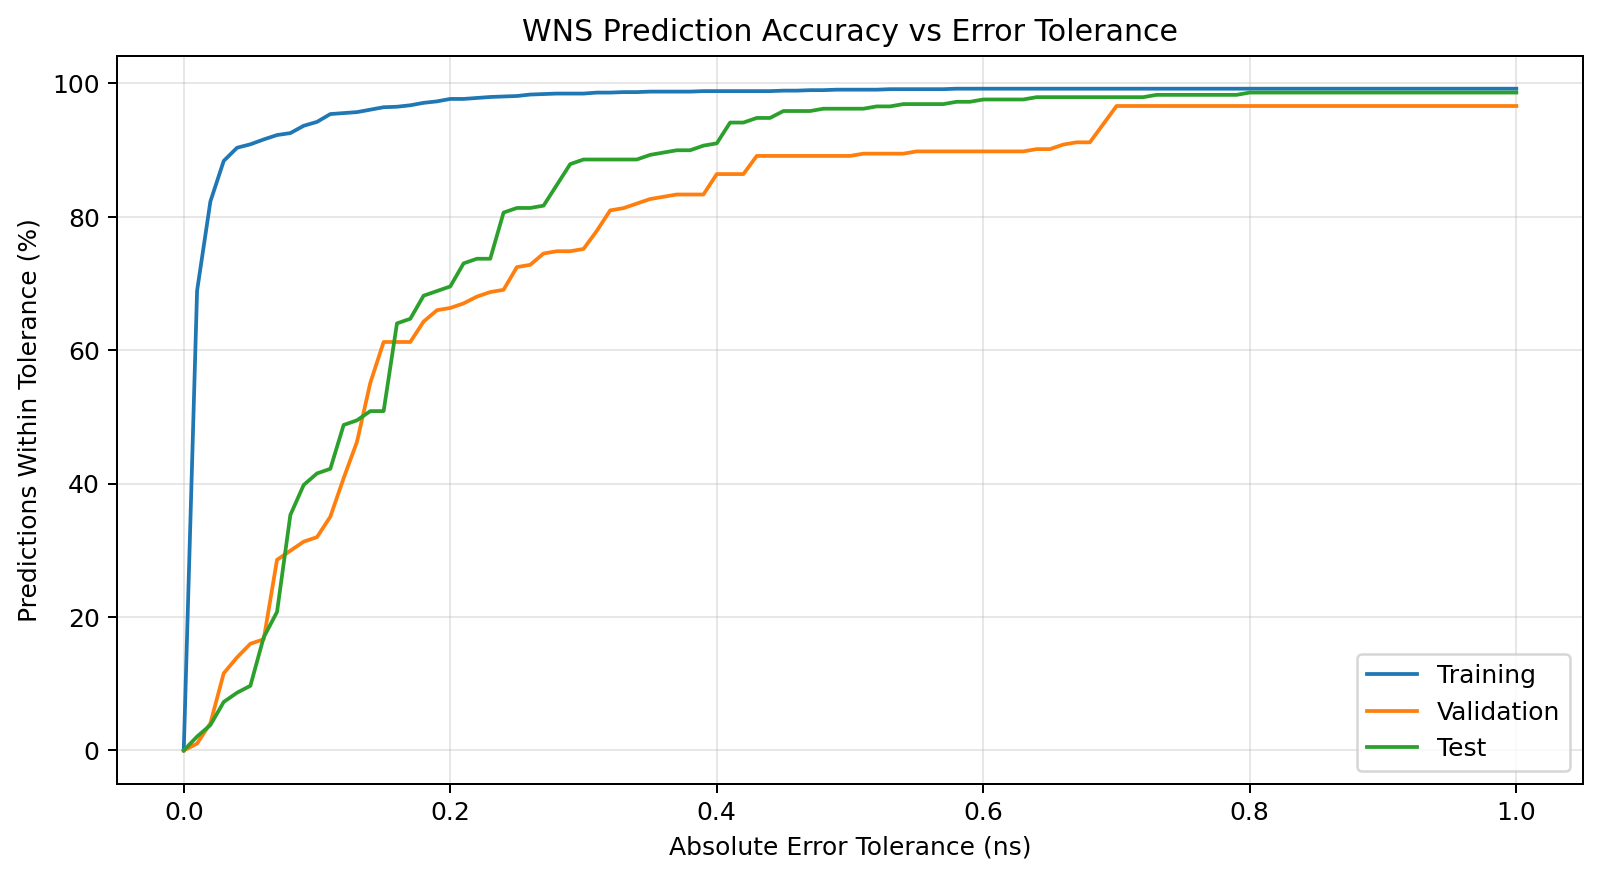 WNS Prediction Accuracy vs Error Tolerance
Predictions Within Tolerance (%)
100
80
60
40
20
0
0.0 0.2 0.4 0.6 0.8 1.0
Absolute Error Tolerance (ns)
Training
Validation
Test